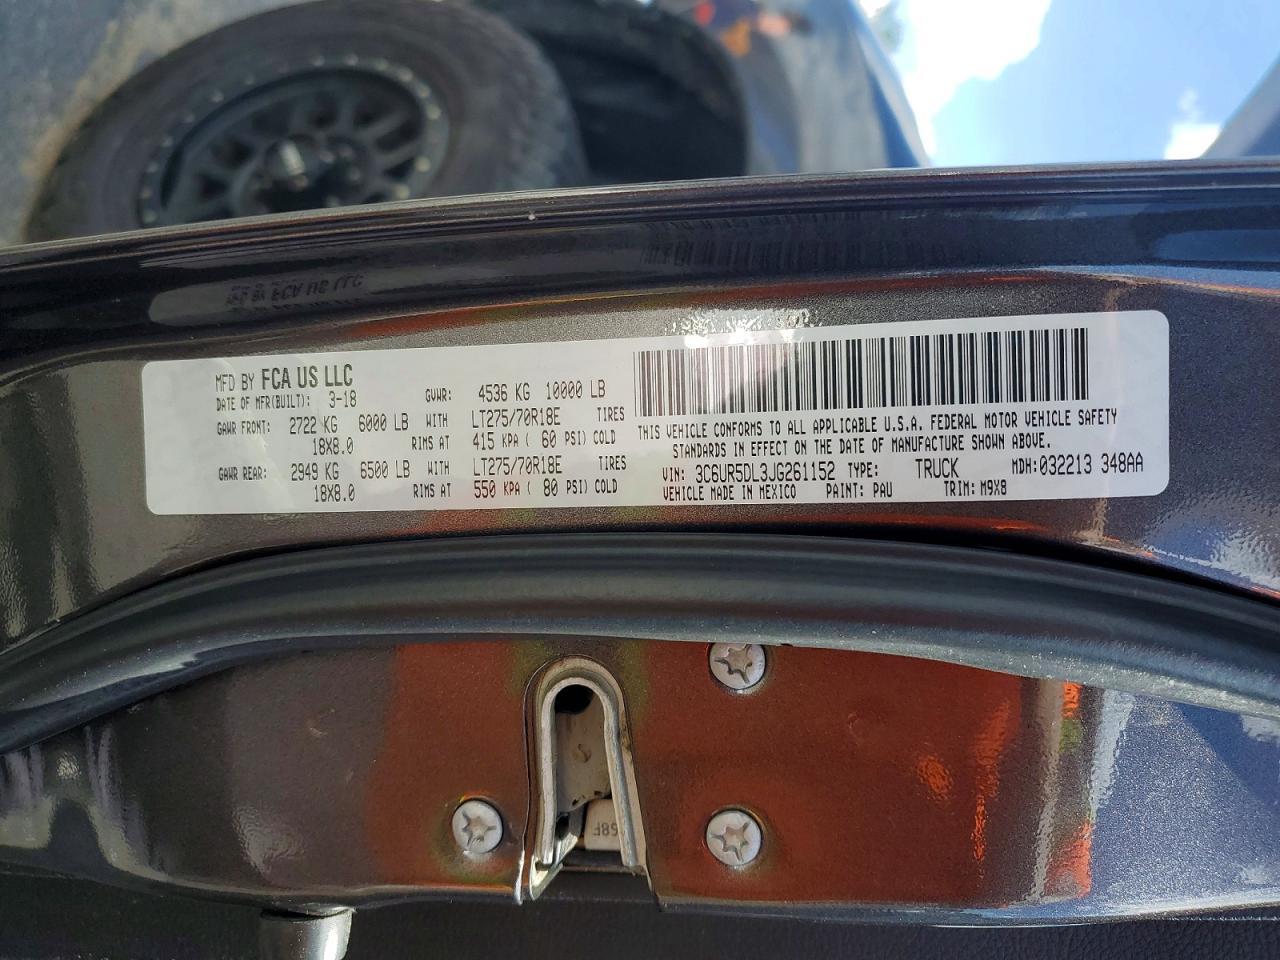 MFD BY FCA US LLC
DATE OF MFR(BUILT): 3-18 GVWR: 4536 KG 10000 LB
GAWR FRONT: 2722 KG 6000 LB WITH LT275/70R18E TIRES
18X8.0 RIMS AT 415 KPA ( 60 PSI) COLD
GAWR REAR: 2949 KG 6500 LB WITH LT275/70R18E TIRES
18X8.0 RIMS AT 550 KPA ( 80 PSI) COLD
THIS VEHICLE CONFORMS TO ALL APPLICABLE U.S.A. FEDERAL MOTOR VEHICLE SAFETY
STANDARDS IN EFFECT ON THE DATE OF MANUFACTURE SHOWN ABOVE.
VIN: 3C6UR5DL3JG261152 TYPE: TRUCK MDH: 032213 348AA
VEHICLE MADE IN MEXICO PAINT: PAU TRIM: M9X8